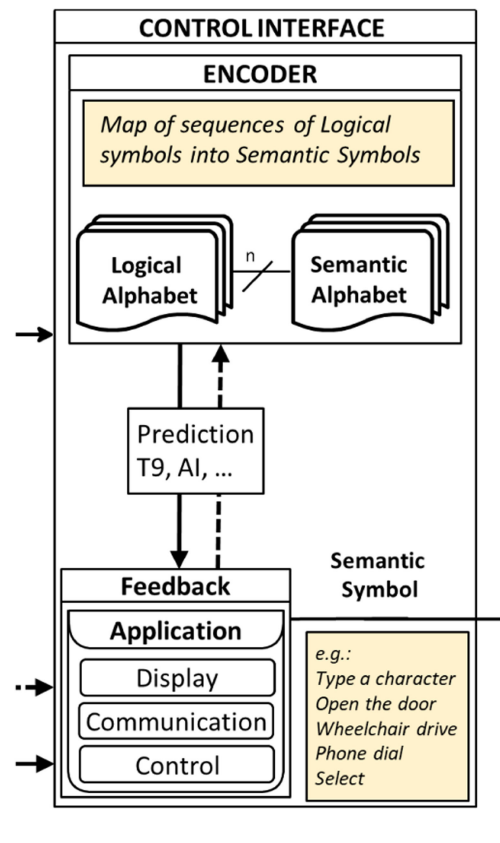 CONTROL INTERFACE
ENCODER
Map of sequences of Logical
symbols into Semantic Symbols
Logical
Alphabet
n
Semantic
Alphabet
Prediction
T9, AI, ...
Feedback
Application
Display
Communication
Control
Semantic
Symbol
e.g.:
Type a character
Open the door
Wheelchair drive
Phone dial
Select